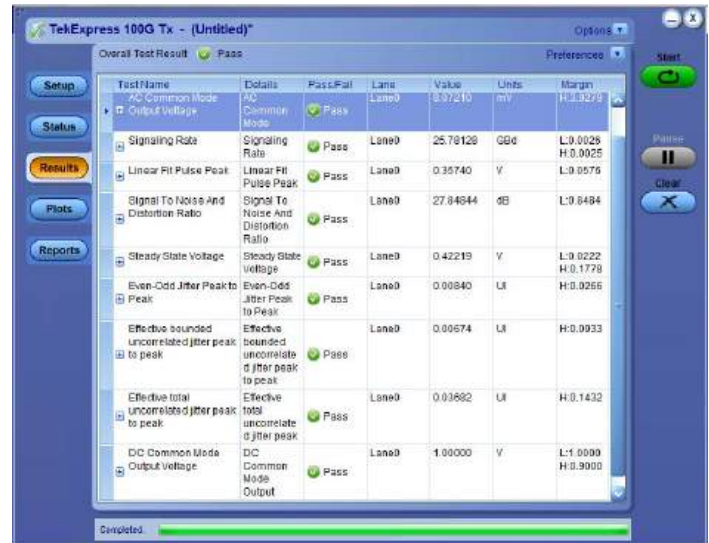 TekExpress 100G Tx - (Untitled)*
Options
Overall Test Result Pass
Preferences
Start
Pause
Clear
Setup
Status
Results
Plots
Reports
Test Name Details Pass/Fail Lane Value Units Margin
AC Common Mode Output Voltage AC Common Mode Pass Lane0 8.07210 mV H:3.9279
Signaling Rate Signaling Rate Pass Lane0 25.78128 GBd L:0.0026 H:0.0025
Linear Fit Pulse Peak Linear Fit Pulse Peak Pass Lane0 0.35740 V L:0.0576
Signal To Noise And Distortion Ratio Signal To Noise And Distortion Ratio Pass Lane0 27.84844 dB L:0.8484
Steady State Voltage Steady State Voltage Pass Lane0 0.42219 V L:0.0222 H:0.1778
Even-Odd Jitter Peak to Peak Even-Odd Jitter Peak to Peak Pass Lane0 0.00840 UI H:0.0266
Effective bounded uncorrelated jitter peak to peak Effective bounded uncorrelate d jitter peak to peak Pass Lane0 0.00674 UI H:0.0933
Effective total uncorrelated jitter peak to peak Effective total uncorrelate d jitter peak Pass Lane0 0.03682 UI H:0.1432
DC Common Mode Output Voltage DC Common Mode Output Pass Lane0 1.00000 V L:1.0000 H:0.9000
Completed.